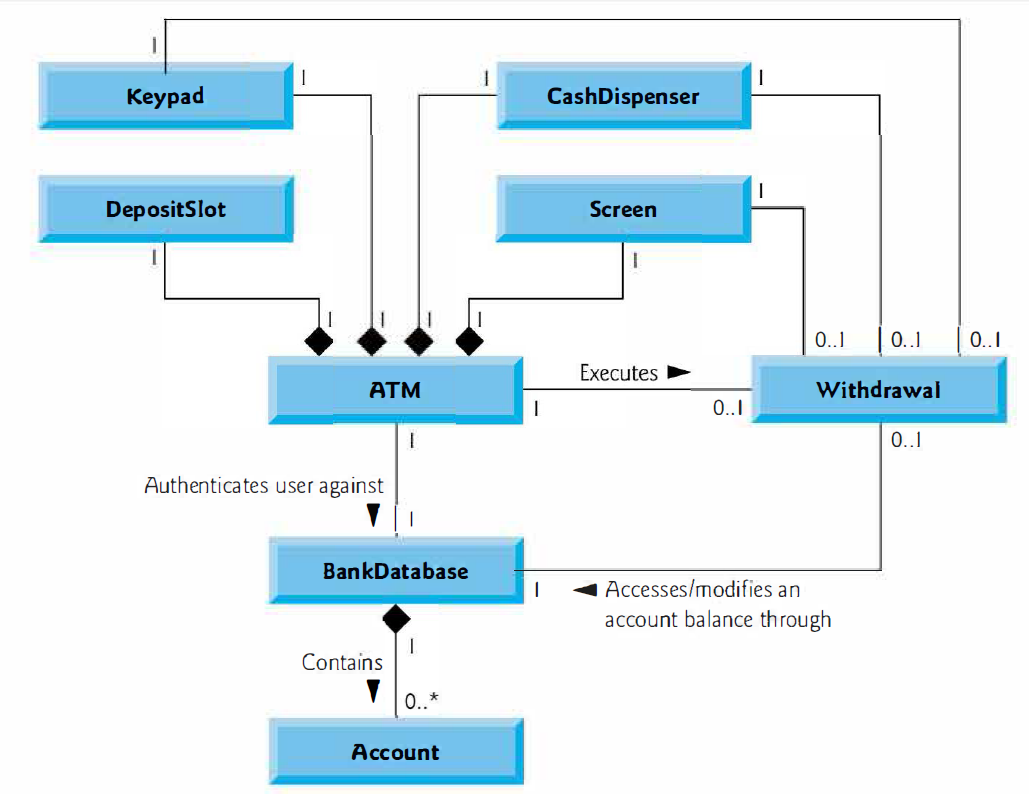 1
Keypad
1
1
CashDispenser
1
DepositSlot
1
Screen
1
1
1
1
1
1
0..1
0..1
0..1
ATM
Executes
1
0..1
Withdrawal
1
0..1
Authenticates user against
1
BankDatabase
1
Accesses/modifies an
account balance through
1
Contains
0..*
Account